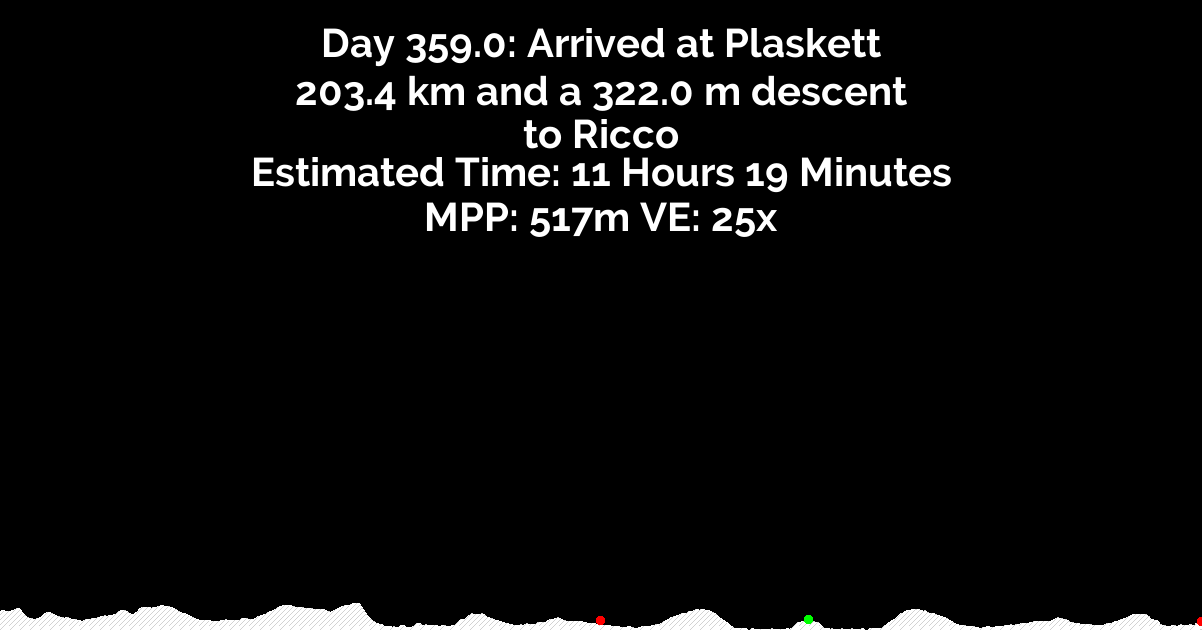 Day 359.0: Arrived at Plaskett
203.4 km and a 322.0 m descent
to Ricco
Estimated Time: 11 Hours 19 Minutes
MPP: 517m VE: 25x